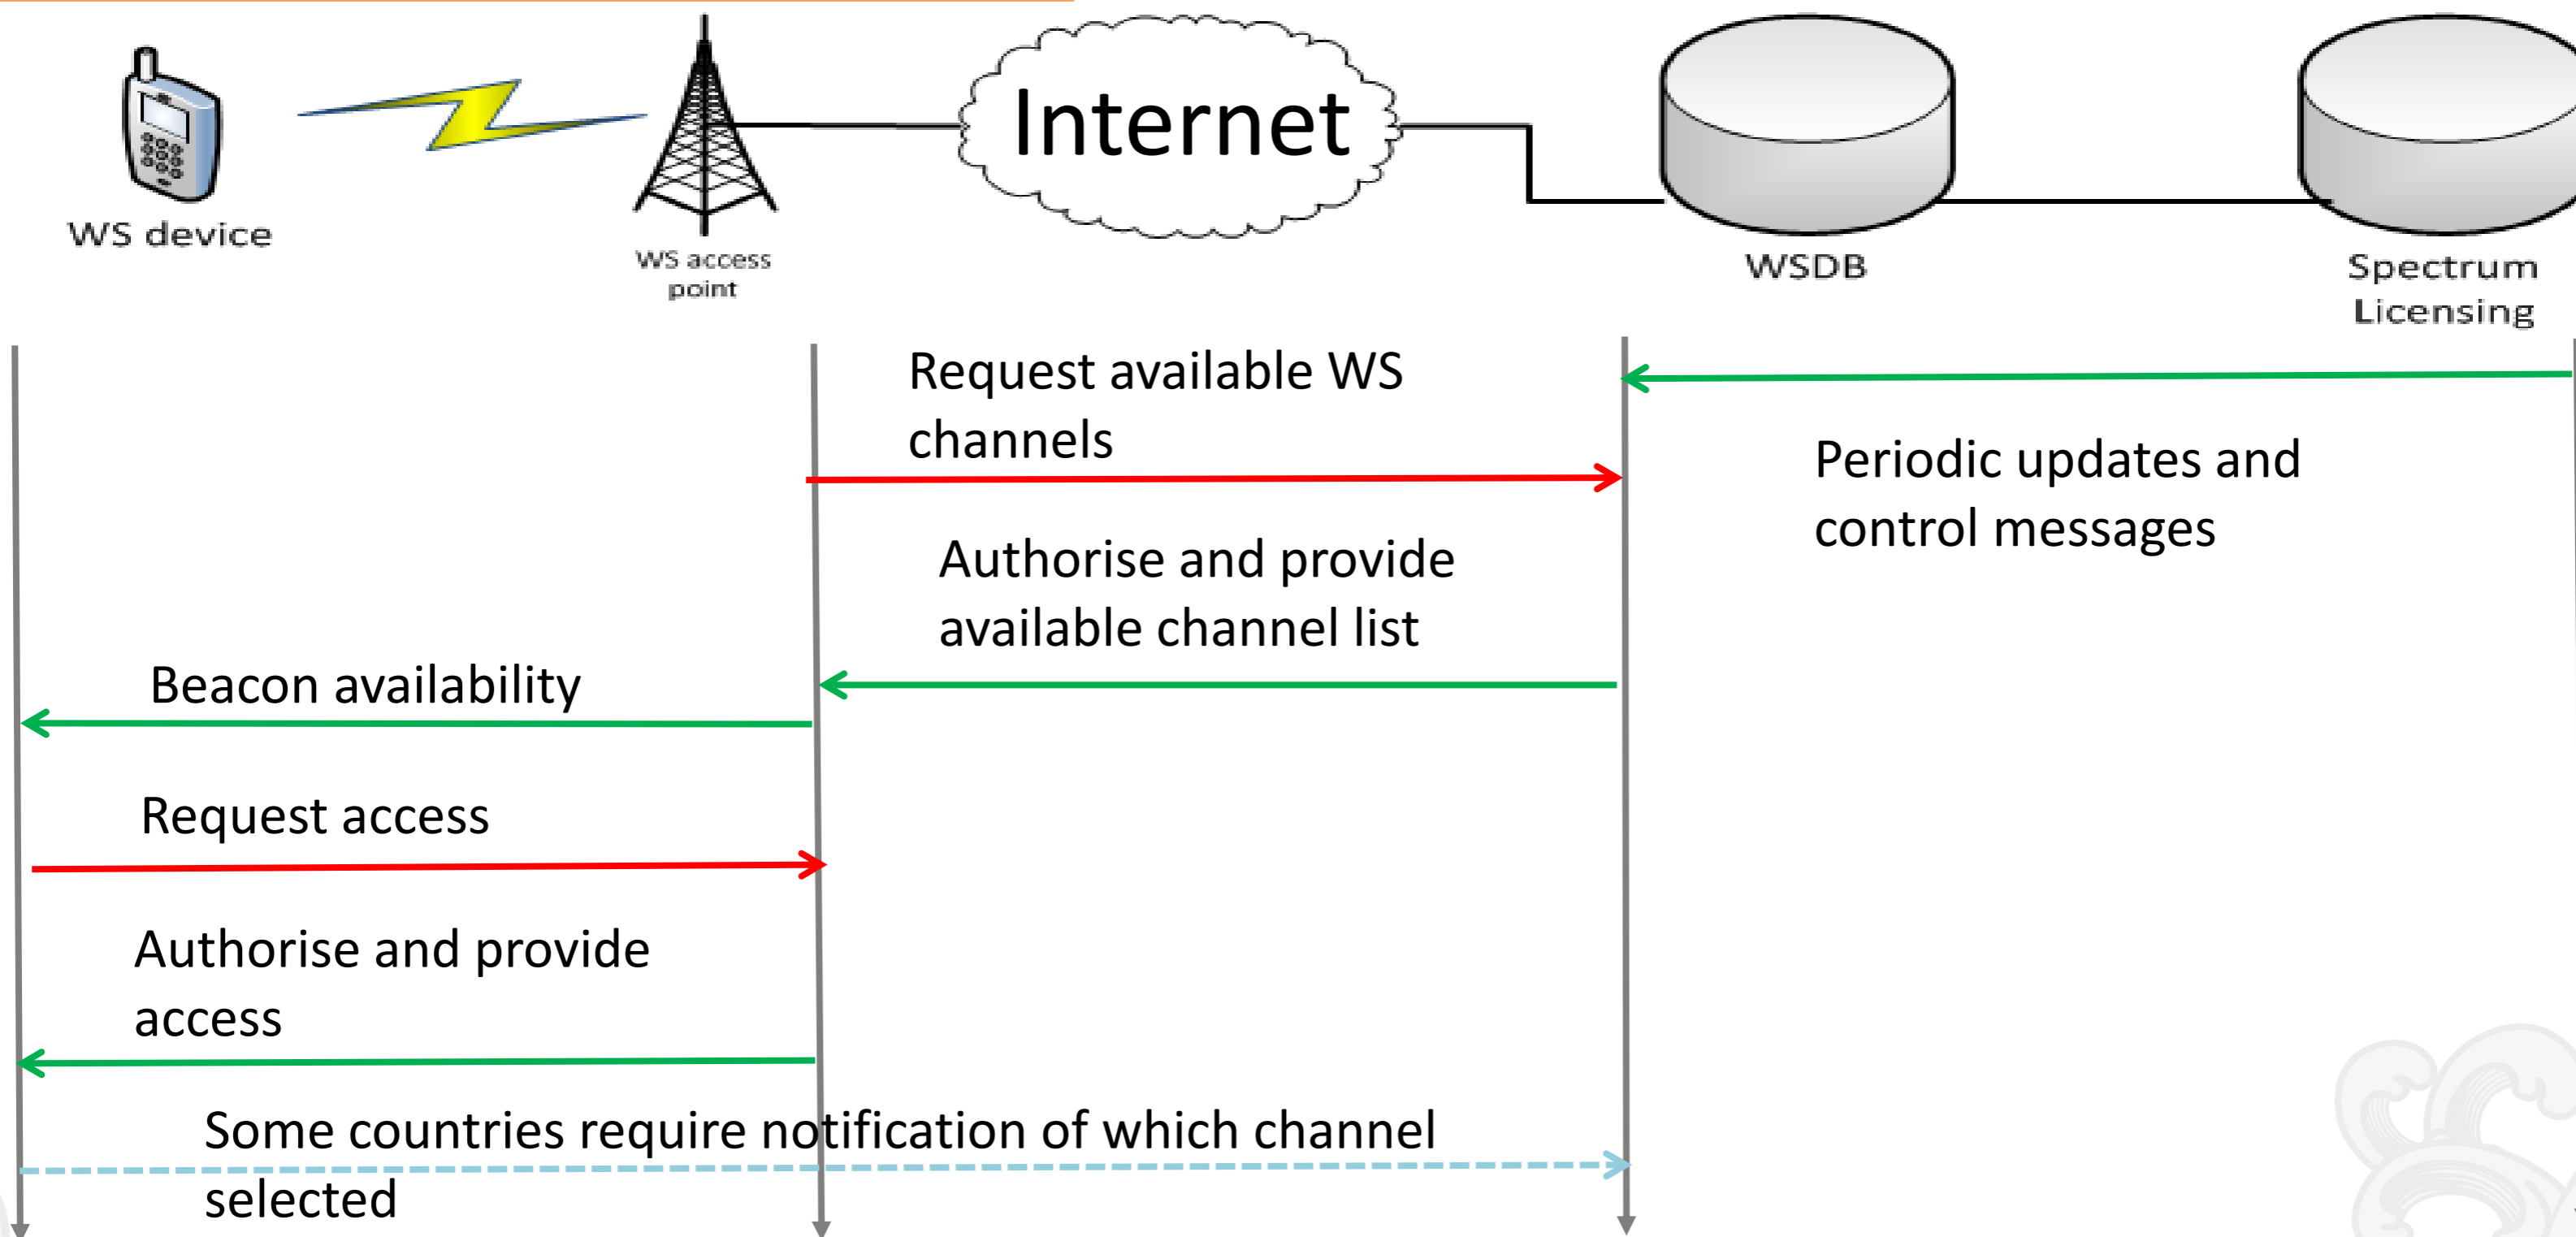 Internet
WS device
WS access
point
WSDB
Spectrum
Licensing
Request available WS
channels
Periodic updates and
control messages
Authorise and provide
available channel list
Beacon availability
Request access
Authorise and provide
access
Some countries require notification of which channel
selected